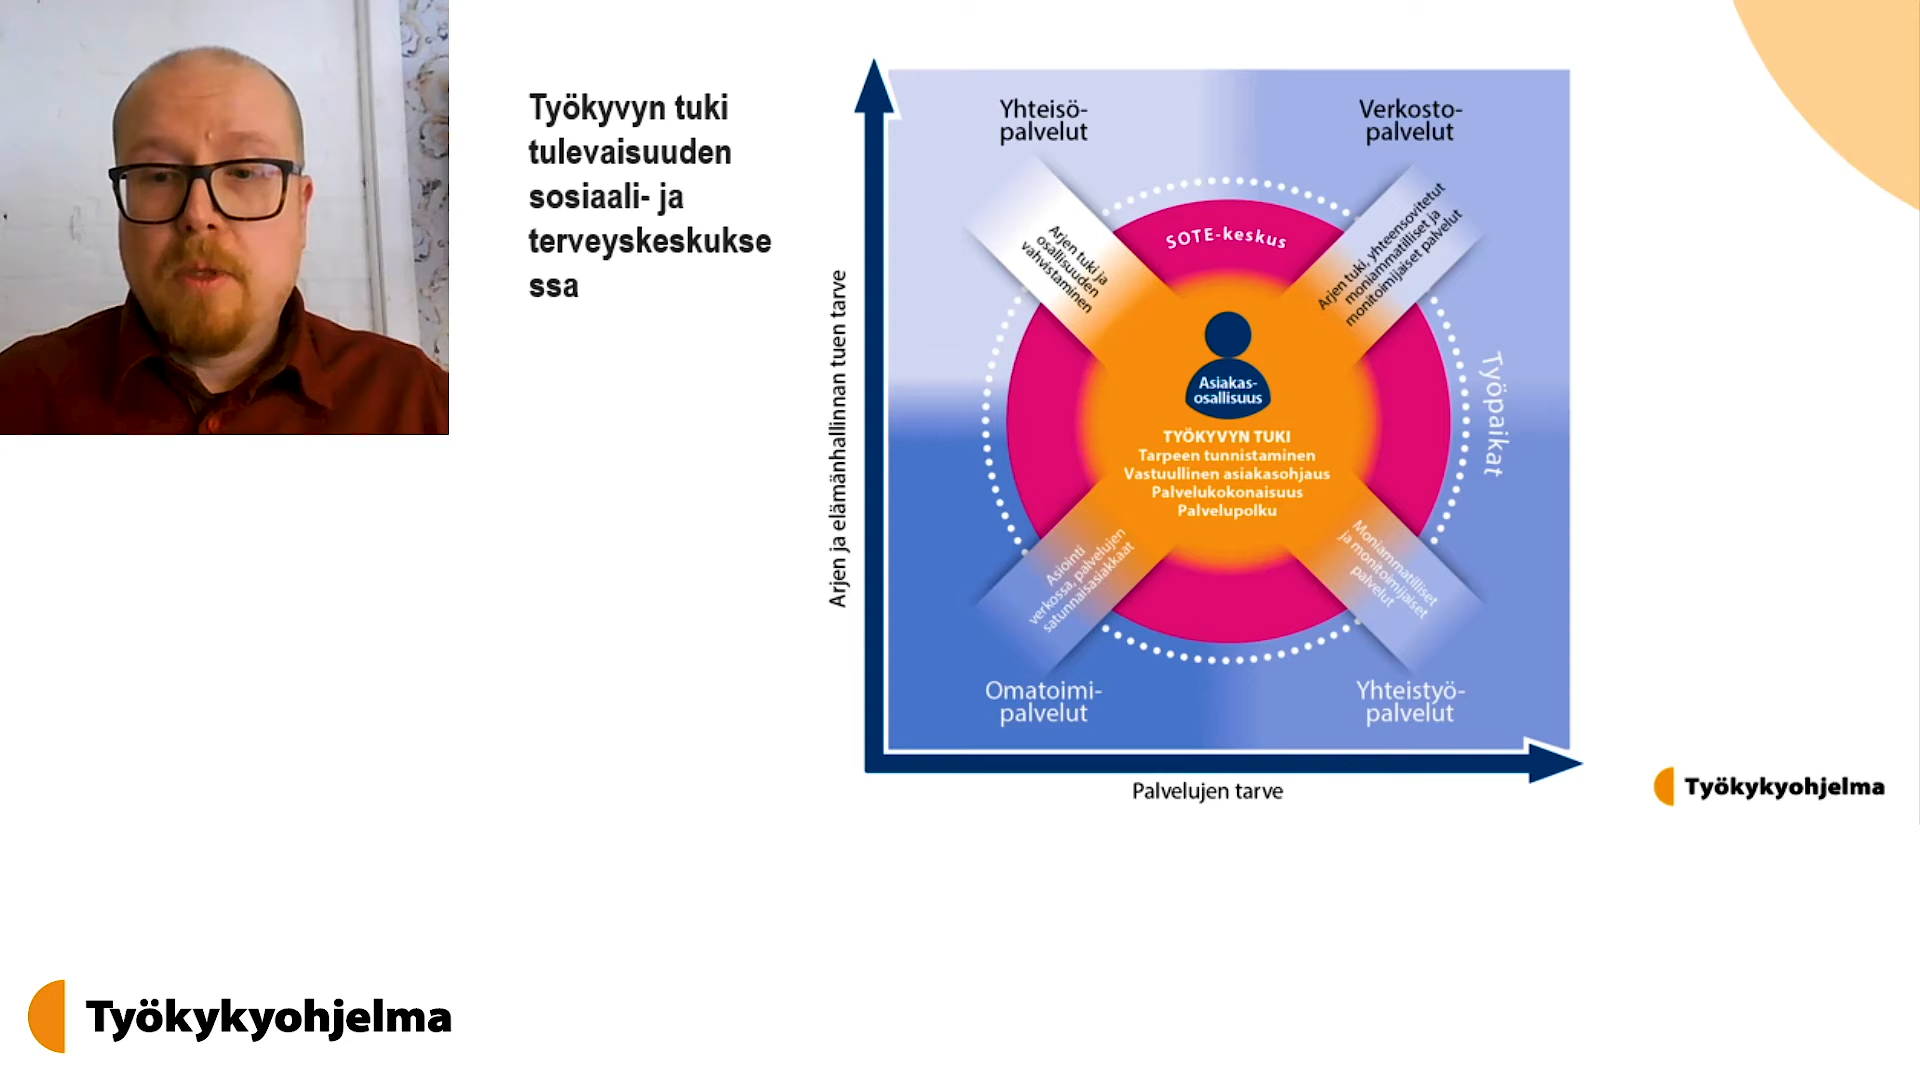 Työkyvyn tuki
tulevaisuuden
sosiaali- ja
terveyskeskukse
ssa
Arjen ja elämänhallinnan tuen tarve
Yhteisö-
palvelut
Verkosto-
palvelut
Arjen tuki ja
osallisuuden
vahvistaminen
SOTE-keskus
Arjen tuki, yhteensovitetut
moniammatilliset ja
monitoimijaiset palvelut
Asiakas-
osallisuus
TYÖKYVYN TUKI
Tarpeen tunnistaminen
Vastuullinen asiakasohjaus
Palvelukokonaisuus
Palvelupolku
Työpaikat
Asiointi
verkossa, palvelujen
satunnaisasiakkaat
Moniammatilliset
ja monitoimijaiset
palvelut
Omatoimi-
palvelut
Yhteistyö-
palvelut
Palvelujen tarve
Työkykyohjelma
Työkykyohjelma